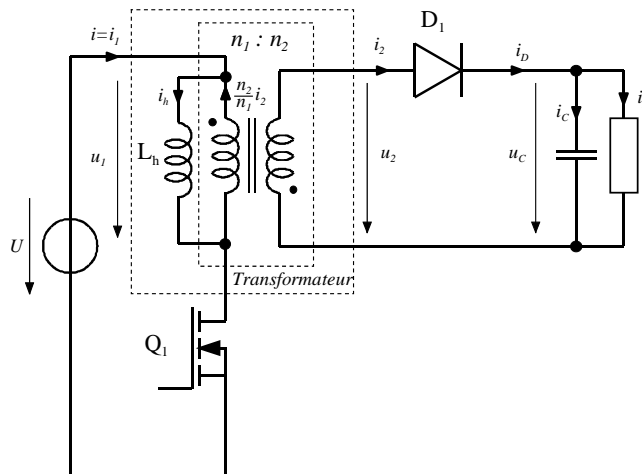 D₁
i=i₁
n₁ : n₂
i₂
i_D
i_h
n₂/n₁ i₂
i_C
i
u₁
L_h
u₂
u_C
U
Transformateur
Q₁